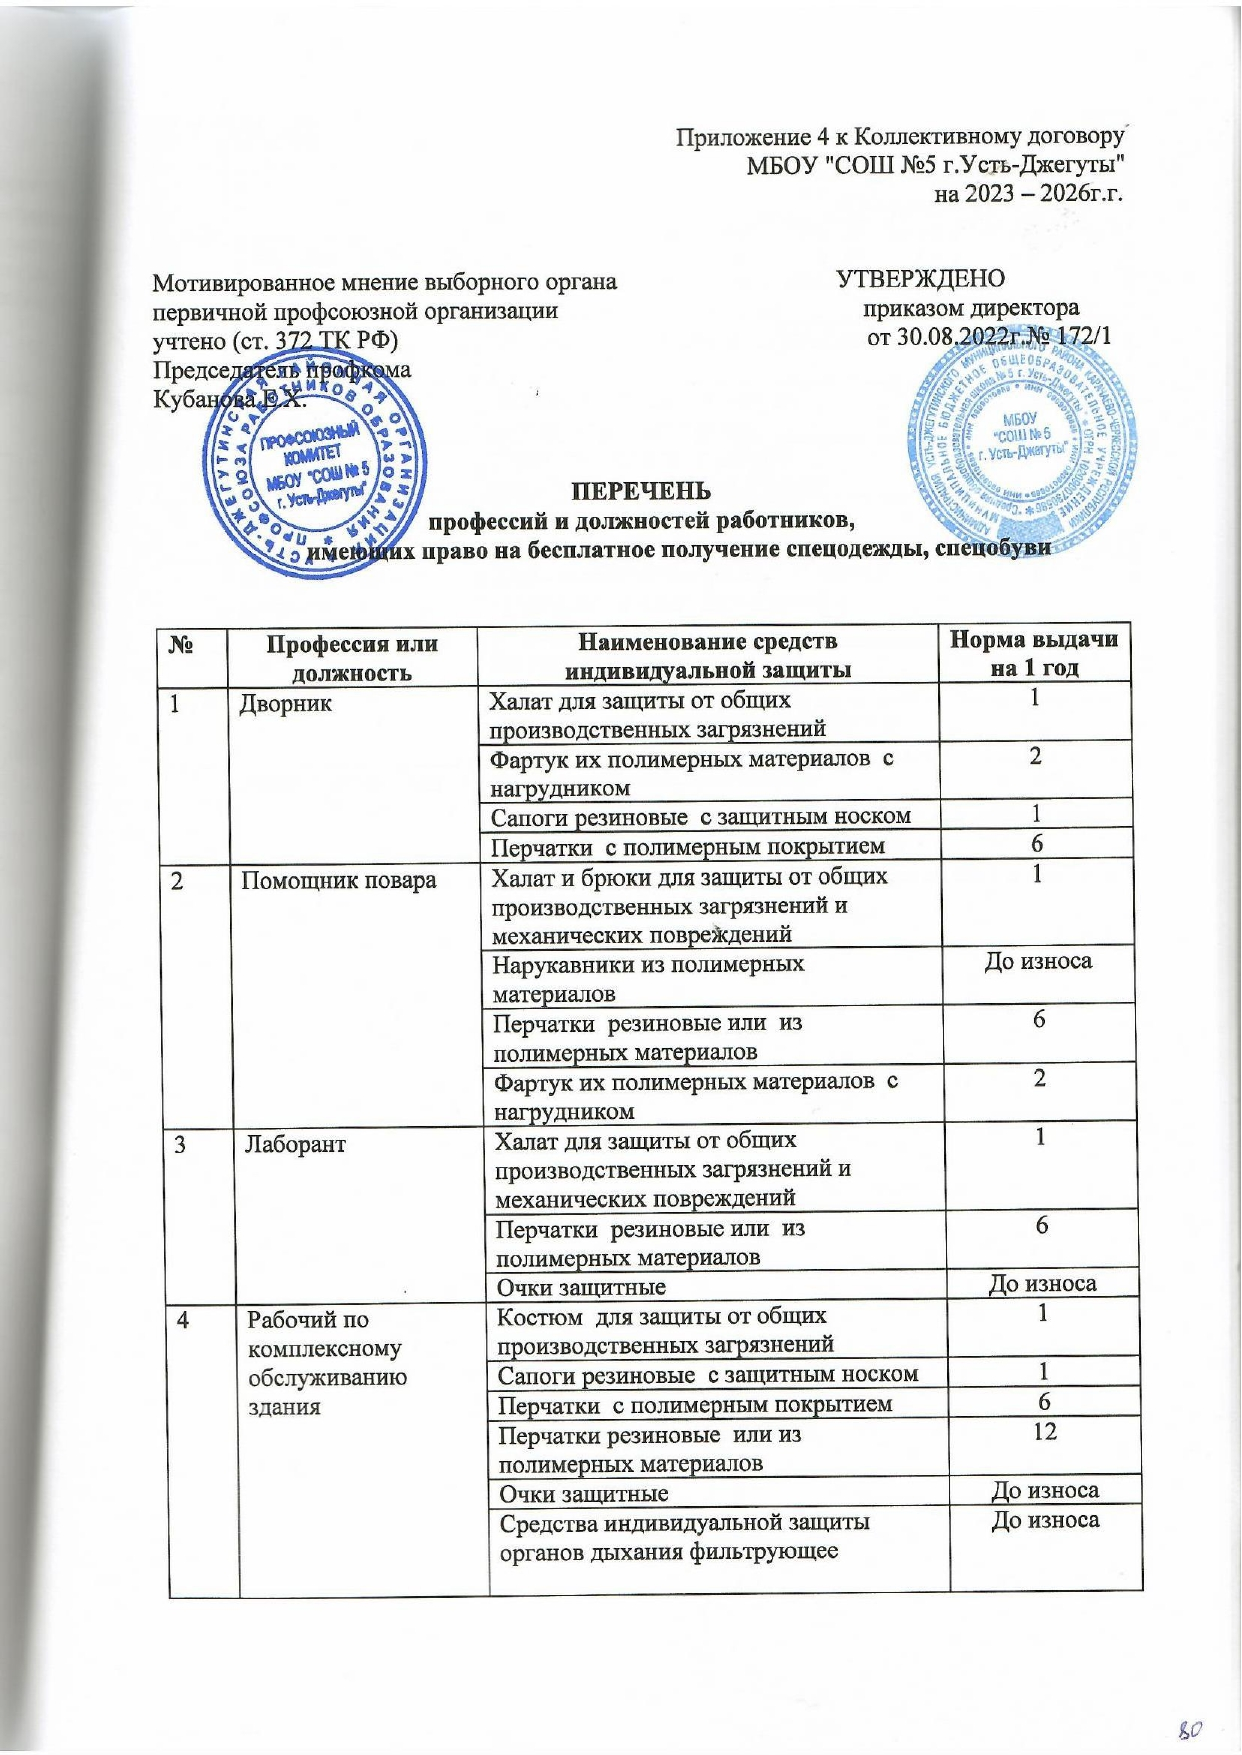 Приложение 4 к Коллективному договору
МБОУ "СОШ №5 г.Усть-Джегуты"
на 2023 – 2026г.г.
Мотивированное мнение выборного органа
первичной профсоюзной организации
учтено (ст. 372 ТК РФ)
Председатель профкома
Кубанова.Е.Х.
УТВЕРЖДЕНО
приказом директора
от 30.08.2022г.№ 172/1
ПРОФСОЮЗНЫЙ
КОМИТЕТ
МБОУ "СОШ № 5
г. Усть-Джегуты"
МБОУ
"СОШ № 5
г. Усть-Джегуты"
ПЕРЕЧЕНЬ
профессий и должностей работников,
имеющих право на бесплатное получение спецодежды, спецобуви
№
Профессия или
должность
Наименование средств
индивидуальной защиты
Норма выдачи
на 1 год
1
Дворник
Халат для защиты от общих
производственных загрязнений
1
Фартук их полимерных материалов с
нагрудником
2
Сапоги резиновые с защитным носком
1
Перчатки с полимерным покрытием
6
2
Помощник повара
Халат и брюки для защиты от общих
производственных загрязнений и
механических повреждений
1
Нарукавники из полимерных
материалов
До износа
Перчатки резиновые или из
полимерных материалов
6
Фартук их полимерных материалов с
нагрудником
2
3
Лаборант
Халат для защиты от общих
производственных загрязнений и
механических повреждений
1
Перчатки резиновые или из
полимерных материалов
6
Очки защитные
До износа
4
Рабочий по
комплексному
обслуживанию
здания
Костюм для защиты от общих
производственных загрязнений
1
Сапоги резиновые с защитным носком
1
Перчатки с полимерным покрытием
6
Перчатки резиновые или из
полимерных материалов
12
Очки защитные
До износа
Средства индивидуальной защиты
органов дыхания фильтрующее
До износа
80